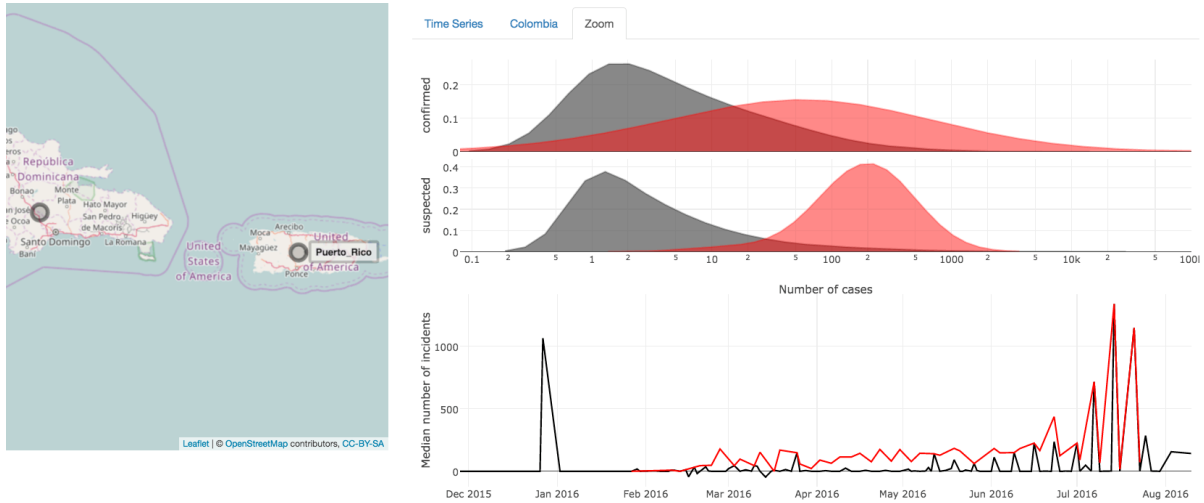 Time Series Colombia Zoom
ago
República
Dominicana
Bonao Monte
Plata
Hato Mayor
San José San Pedro Higüey
de Ocoa de Macorís
Santo Domingo La Romana
Baní
Arecibo
Moca United
Mayagüez Puerto_Rico
of America
Ponce
United
States
of America
Leaflet | © OpenStreetMap contributors, CC-BY-SA
confirmed
0.2
0.1
0
suspected
0.4
0.3
0.2
0.1
0
0.1 2 5 1 2 5 10 2 5 100 2 5 1000 2 5 10k 2 5 100k
Number of cases
Median number of incidents
1000
500
0
Dec 2015 Jan 2016 Feb 2016 Mar 2016 Apr 2016 May 2016 Jun 2016 Jul 2016 Aug 2016